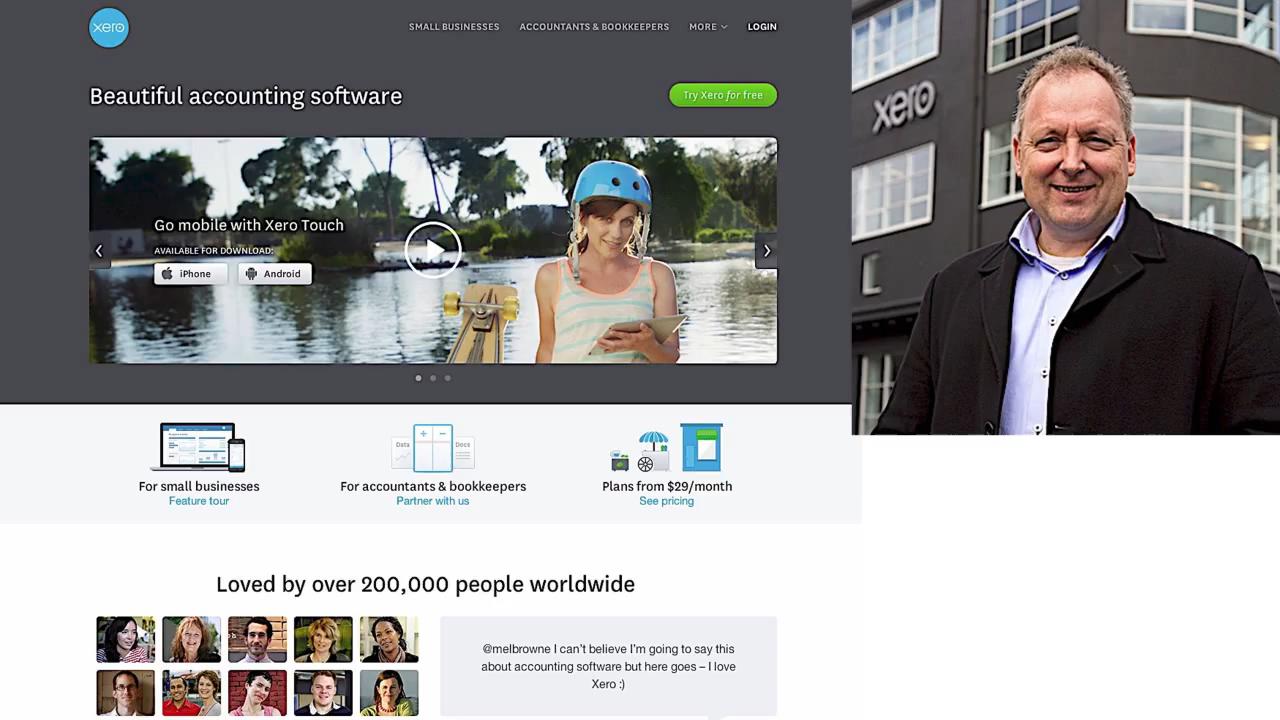 xero
SMALL BUSINESSES
ACCOUNTANTS & BOOKKEEPERS
MORE
LOGIN
Beautiful accounting software
Try Xero for free
xero
Go mobile with Xero Touch
AVAILABLE FOR DOWNLOAD:
iPhone
Android
Data
Docs
For small businesses
Feature tour
For accountants & bookkeepers
Partner with us
Plans from $29/month
See pricing
Loved by over 200,000 people worldwide
@melbrowne I can't believe I'm going to say this
about accounting software but here goes – I love
Xero :)